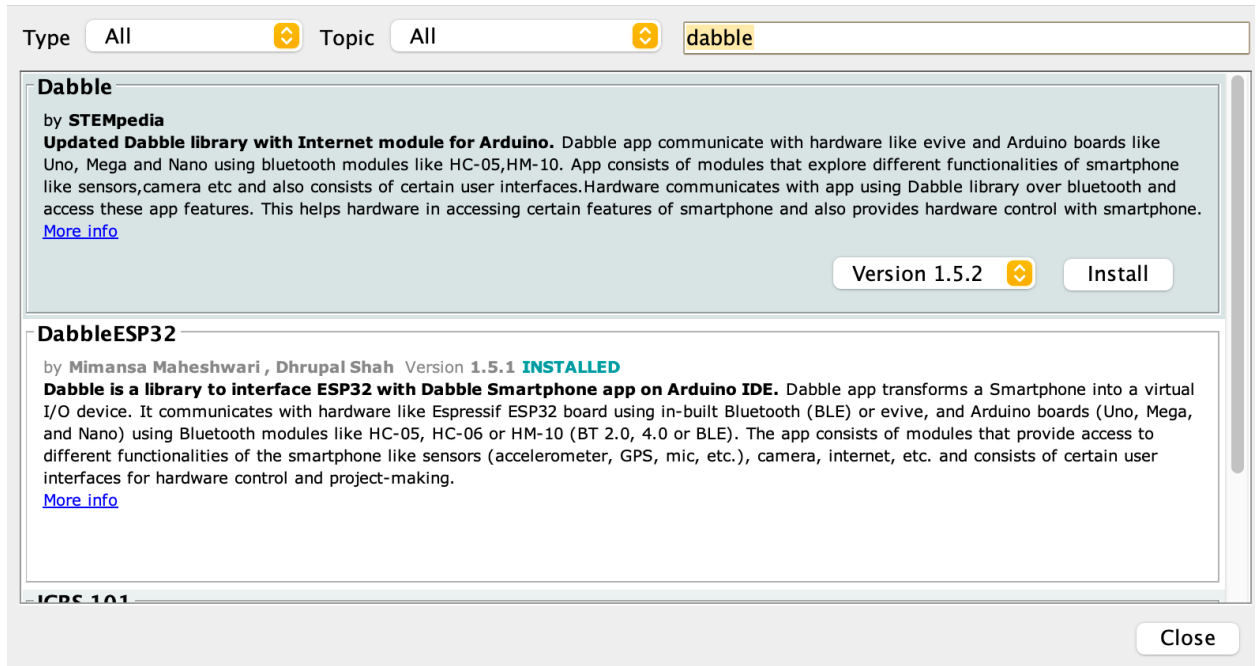 Type All Topic All dabble
Dabble
by STEMpedia
Updated Dabble library with Internet module for Arduino. Dabble app communicate with hardware like evive and Arduino boards like
Uno, Mega and Nano using bluetooth modules like HC-05,HM-10. App consists of modules that explore different functionalities of smartphone
like sensors,camera etc and also consists of certain user interfaces.Hardware communicates with app using Dabble library over bluetooth and
access these app features. This helps hardware in accessing certain features of smartphone and also provides hardware control with smartphone.
More info
Version 1.5.2 Install
DabbleESP32
by Mimansa Maheshwari , Dhrupal Shah Version 1.5.1 INSTALLED
Dabble is a library to interface ESP32 with Dabble Smartphone app on Arduino IDE. Dabble app transforms a Smartphone into a virtual
I/O device. It communicates with hardware like Espressif ESP32 board using in-built Bluetooth (BLE) or evive, and Arduino boards (Uno, Mega,
and Nano) using Bluetooth modules like HC-05, HC-06 or HM-10 (BT 2.0, 4.0 or BLE). The app consists of modules that provide access to
different functionalities of the smartphone like sensors (accelerometer, GPS, mic, etc.), camera, internet, etc. and consists of certain user
interfaces for hardware control and project-making.
More info
101
Close